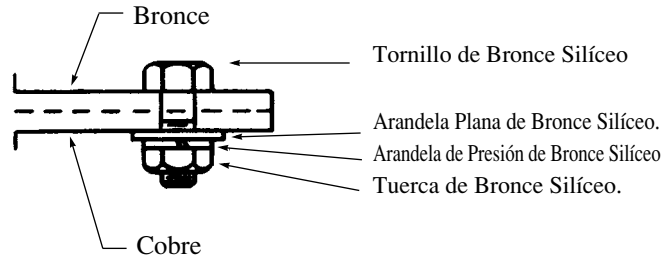 Bronce
Tornillo de Bronce Silíceo
Arandela Plana de Bronce Silíceo.
Arandela de Presión de Bronce Silíceo
Tuerca de Bronce Silíceo.
Cobre